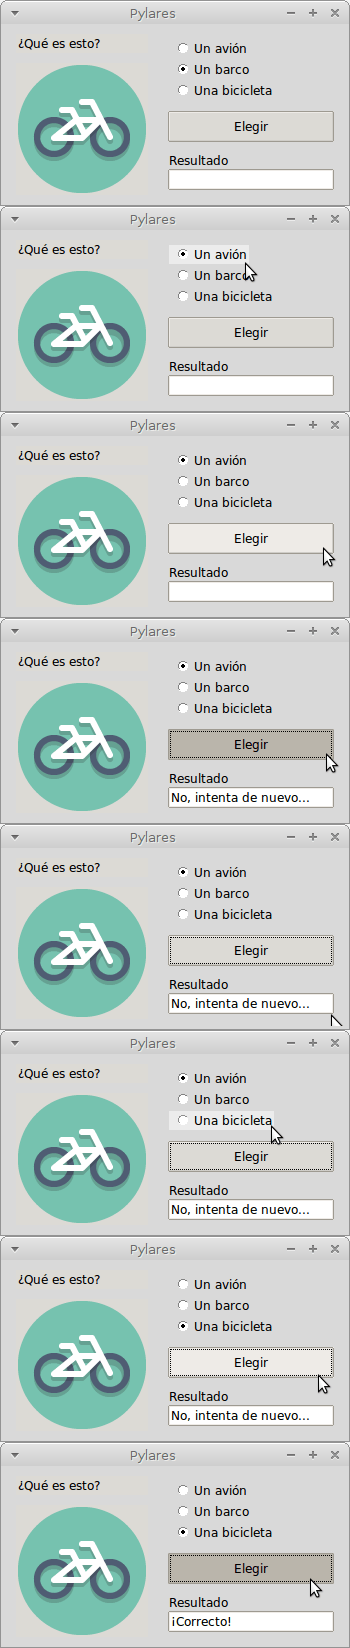 Pylares
¿Qué es esto?
Un avión
Un barco
Una bicicleta
Elegir
Resultado
Pylares
¿Qué es esto?
Un avión
Un barco
Una bicicleta
Elegir
Resultado
Pylares
¿Qué es esto?
Un avión
Un barco
Una bicicleta
Elegir
Resultado
Pylares
¿Qué es esto?
Un avión
Un barco
Una bicicleta
Elegir
Resultado
No, intenta de nuevo...
Pylares
¿Qué es esto?
Un avión
Un barco
Una bicicleta
Elegir
Resultado
No, intenta de nuevo...
Pylares
¿Qué es esto?
Un avión
Un barco
Una bicicleta
Elegir
Resultado
No, intenta de nuevo...
Pylares
¿Qué es esto?
Un avión
Un barco
Una bicicleta
Elegir
Resultado
No, intenta de nuevo...
Pylares
¿Qué es esto?
Un avión
Un barco
Una bicicleta
Elegir
Resultado
¡Correcto!